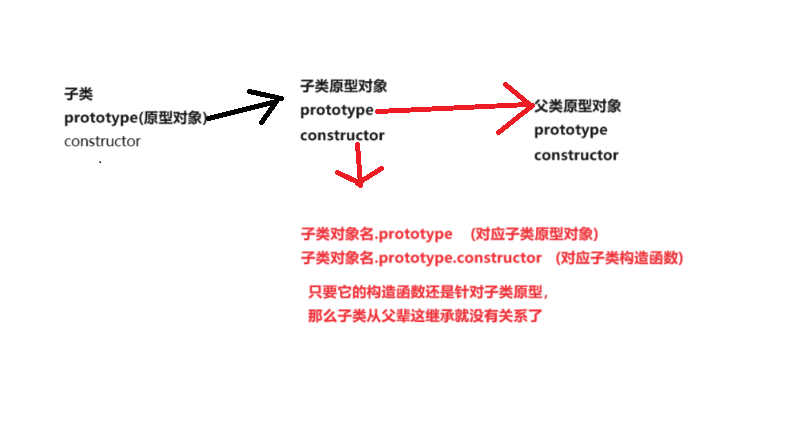 子类
prototype(原型对象)
constructor
子类原型对象
prototype
constructor
父类原型对象
prototype
constructor
子类对象名.prototype (对应子类原型对象)
子类对象名.prototype.constructor (对应子类构造函数)
只要它的构造函数还是针对子类原型，
那么子类从父辈这继承就没有关系了